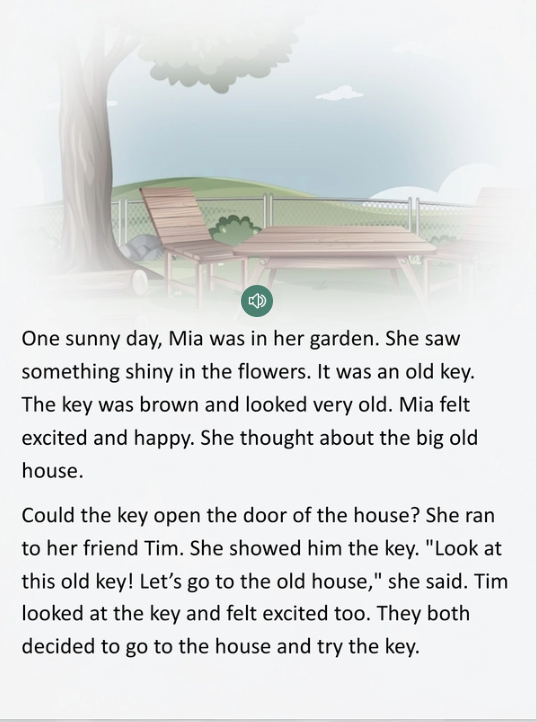 One sunny day, Mia was in her garden. She saw
something shiny in the flowers. It was an old key.
The key was brown and looked very old. Mia felt
excited and happy. She thought about the big old
house.
Could the key open the door of the house? She ran
to her friend Tim. She showed him the key. "Look at
this old key! Let’s go to the old house," she said. Tim
looked at the key and felt excited too. They both
decided to go to the house and try the key.